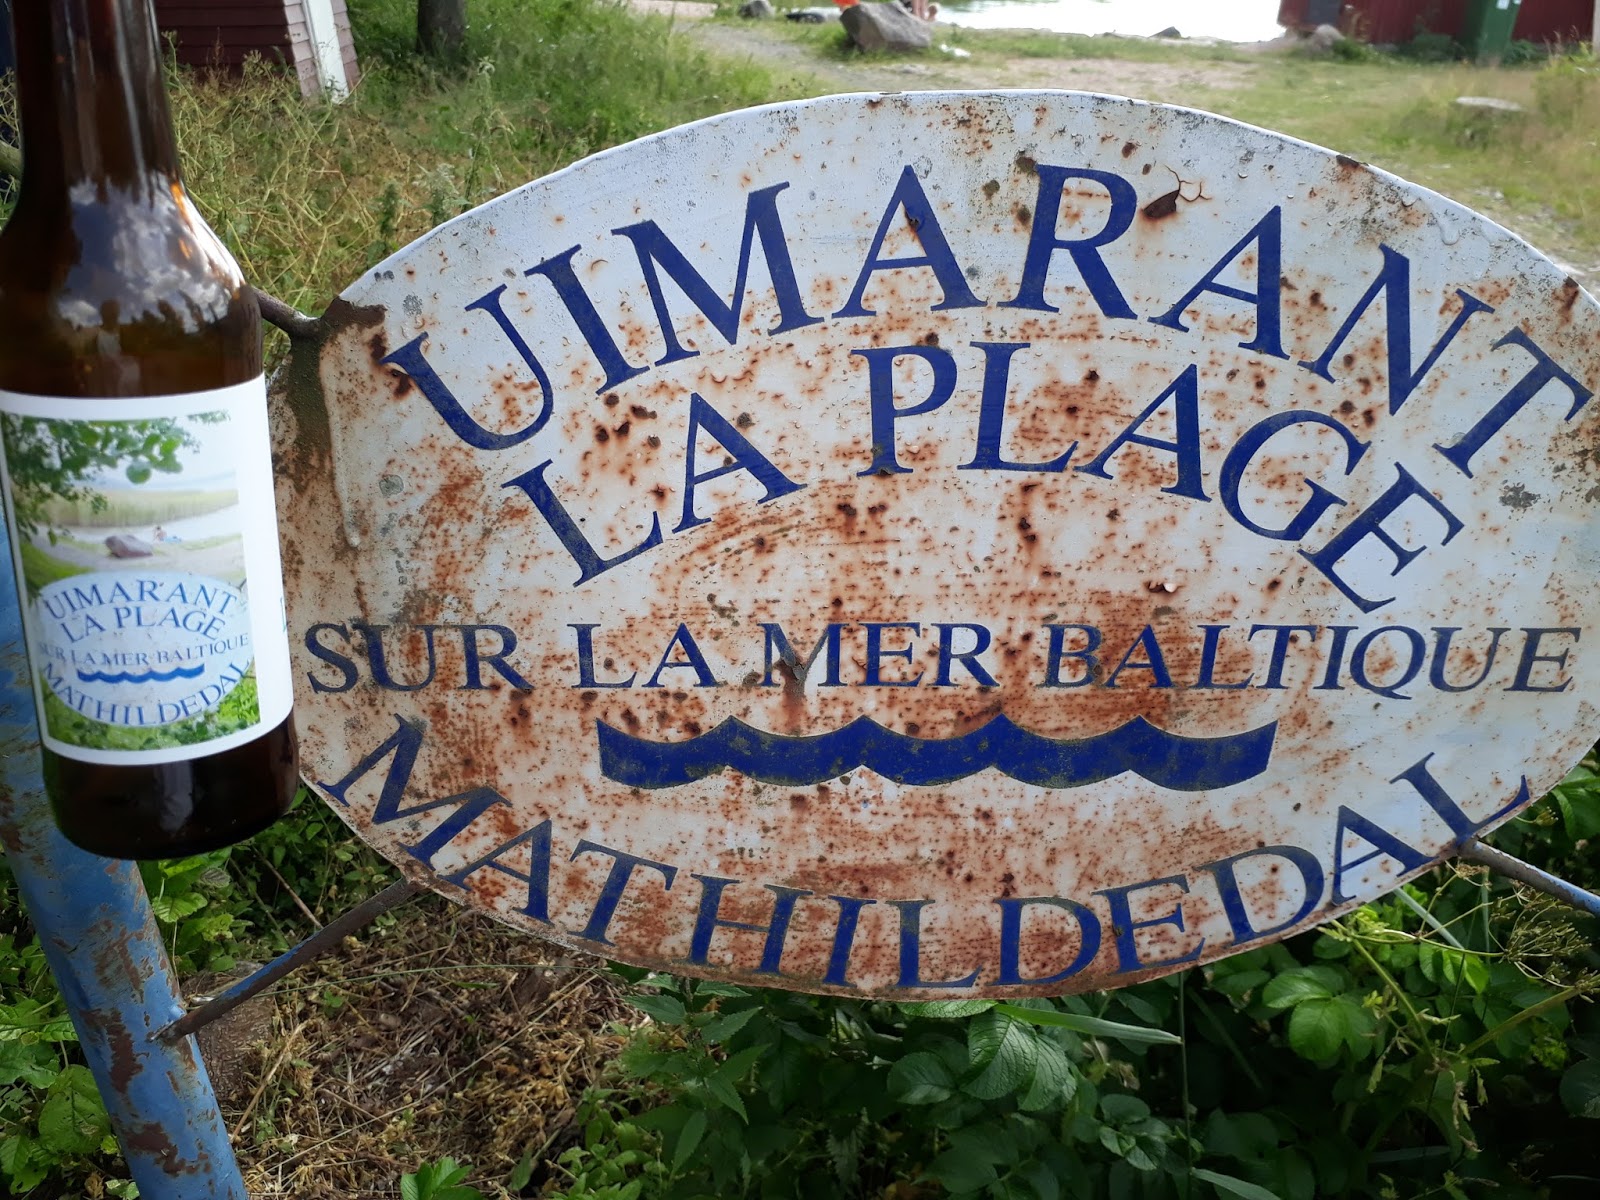 UIMARANT
LA PLAGE
SUR LA MER BALTIQUE
MATHILDEDAL
UIMARANT
LA PLAGE
SUR LA MER BALTIQUE
MATHILDEDAL